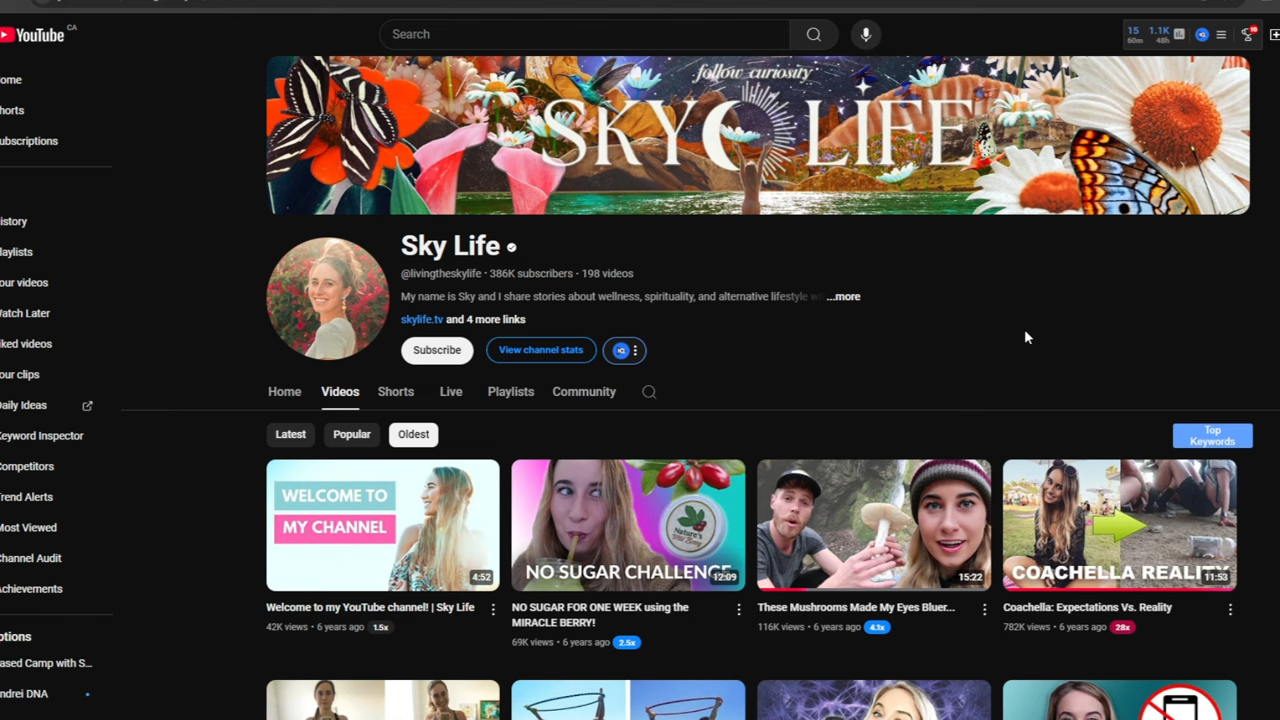 YouTube CA
Search
15 60m 1.1K 48h
10
ome
horts
ubscriptions
istory
laylists
our videos
atch Later
iked videos
our clips
Daily Ideas
Keyword Inspector
Competitors
rend Alerts
Most Viewed
Channel Audit
Achievements
ptions
ased Camp with S...
ndrei DNA
follow curiosity
SKY LIFE
Sky Life
@livingtheskylife · 386K subscribers · 198 videos
My name is Sky and I share stories about wellness, spirituality, and alternative lifestyle ...more
skylife.tv and 4 more links
Subscribe View channel stats
Home Videos Shorts Live Playlists Community
Latest Popular Oldest
Top
Keywords
WELCOME TO
MY CHANNEL
4:52
Welcome to my YouTube channel! | Sky Life
42K views · 6 years ago 1.5x
NO SUGAR CHALLENGE
12:09
NO SUGAR FOR ONE WEEK using the
MIRACLE BERRY!
69K views · 6 years ago 2.5x
15:22
These Mushrooms Made My Eyes Bluer...
116K views · 6 years ago 4.1x
COACHELLA REALITY
11:53
Coachella: Expectations Vs. Reality
782K views · 6 years ago 28x